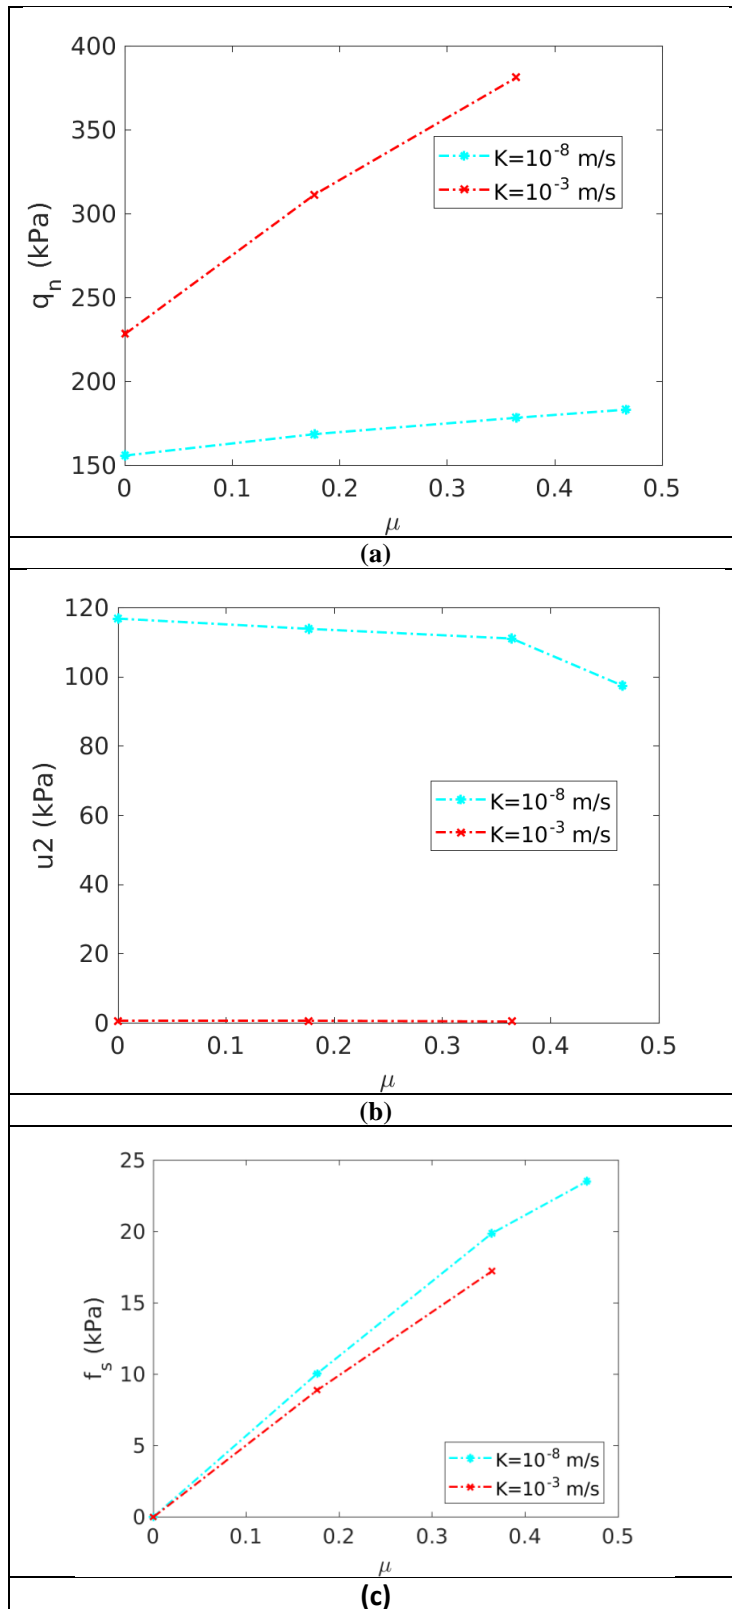 400
350
300
250
200
150
q_n (kPa)
K=10^-8 m/s
K=10^-3 m/s
0 0.1 0.2 0.3 0.4 0.5
μ
(a)
120
100
80
60
40
20
0
u2 (kPa)
K=10^-8 m/s
K=10^-3 m/s
0 0.1 0.2 0.3 0.4 0.5
μ
(b)
25
20
15
10
5
0
f_s (kPa)
K=10^-8 m/s
K=10^-3 m/s
0 0.1 0.2 0.3 0.4 0.5
μ
(c)